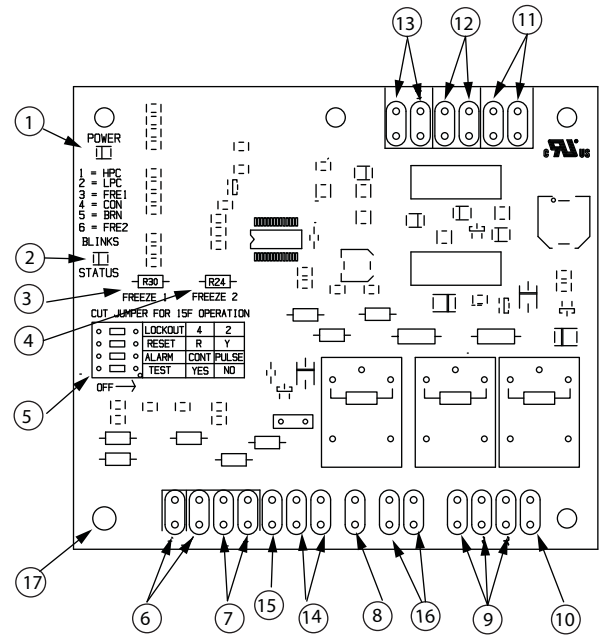 13 12 11
1
POWER
1 = HPC
2 = LPC
3 = FRE1
4 = CON
5 = BRN
6 = FRE2
BLINKS
2
STATUS
R30 R24
3 FREEZE 1 FREEZE 2
CUT JUMPER FOR 15F OPERATION
4
LOCKOUT 4 2
RESET R Y
ALARM CONT PULSE
TEST YES NO
5 OFF
c RU US
17 6 7 15 14 8 16 9 10